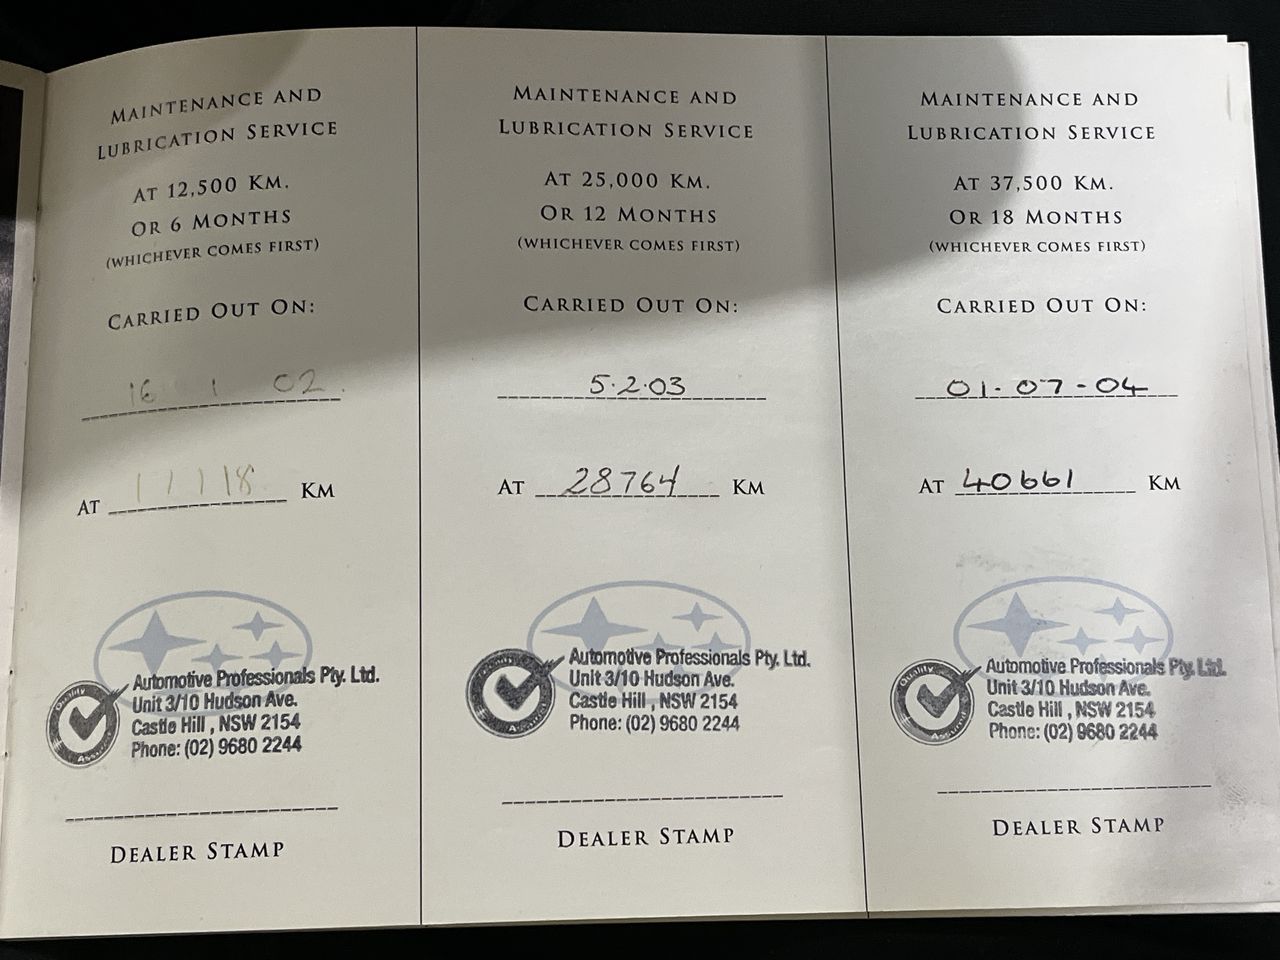 MAINTENANCE AND
LUBRICATION SERVICE
AT 12,500 KM.
OR 6 MONTHS
(WHICHEVER COMES FIRST)
CARRIED OUT ON:
16 1 02.
AT 17118 KM
Automotive Professionals Pty. Ltd.
Unit 3/10 Hudson Ave.
Castle Hill , NSW 2154
Phone: (02) 9680 2244
Quality
DEALER STAMP
MAINTENANCE AND
LUBRICATION SERVICE
AT 25,000 KM.
OR 12 MONTHS
(WHICHEVER COMES FIRST)
CARRIED OUT ON:
5·2·03
AT 28764 KM
Automotive Professionals Pty. Ltd.
Unit 3/10 Hudson Ave.
Castle Hill , NSW 2154
Phone: (02) 9680 2244
DEALER STAMP
MAINTENANCE AND
LUBRICATION SERVICE
AT 37,500 KM.
OR 18 MONTHS
(WHICHEVER COMES FIRST)
CARRIED OUT ON:
01-07-04
AT 40661 KM
Automotive Professionals Pty. Ltd.
Unit 3/10 Hudson Ave.
Castle Hill , NSW 2154
Phone: (02) 9680 2244
Quality
DEALER STAMP